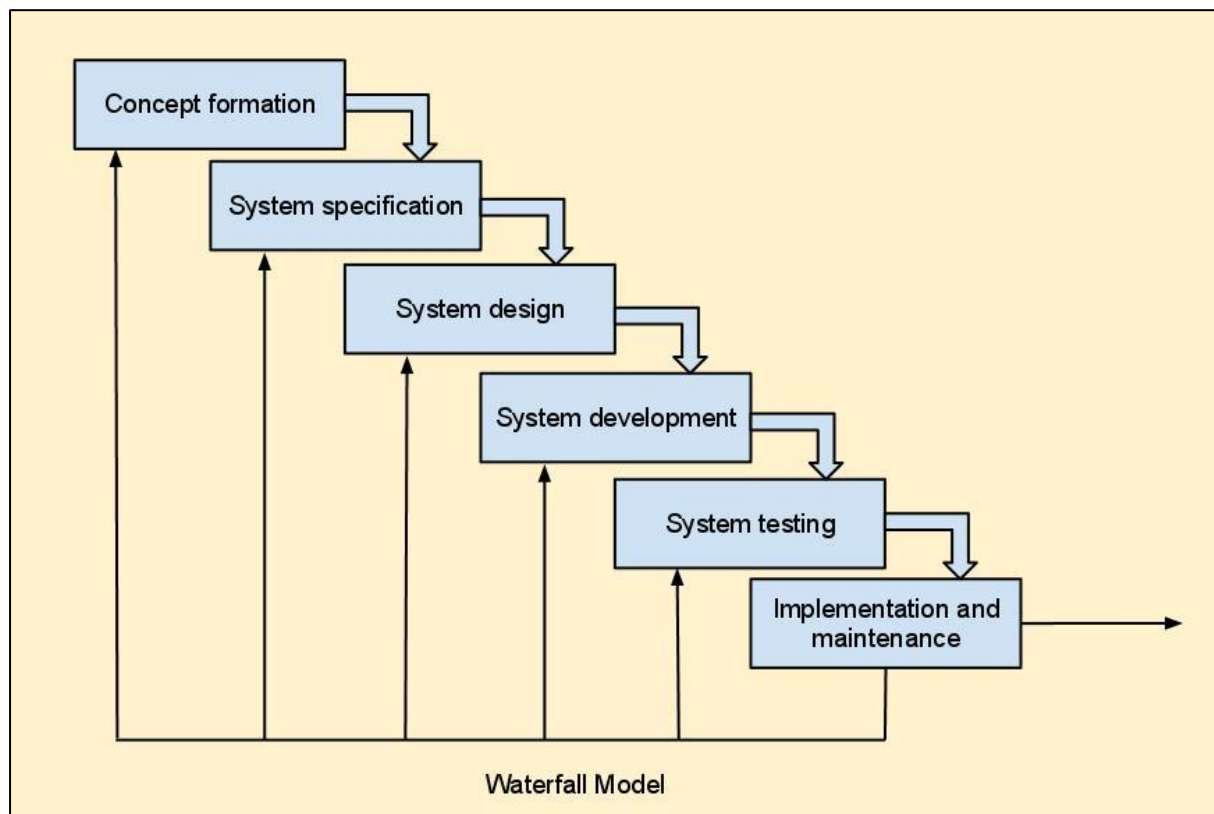 Concept formation
System specification
System design
System development
System testing
Implementation and
maintenance
Waterfall Model